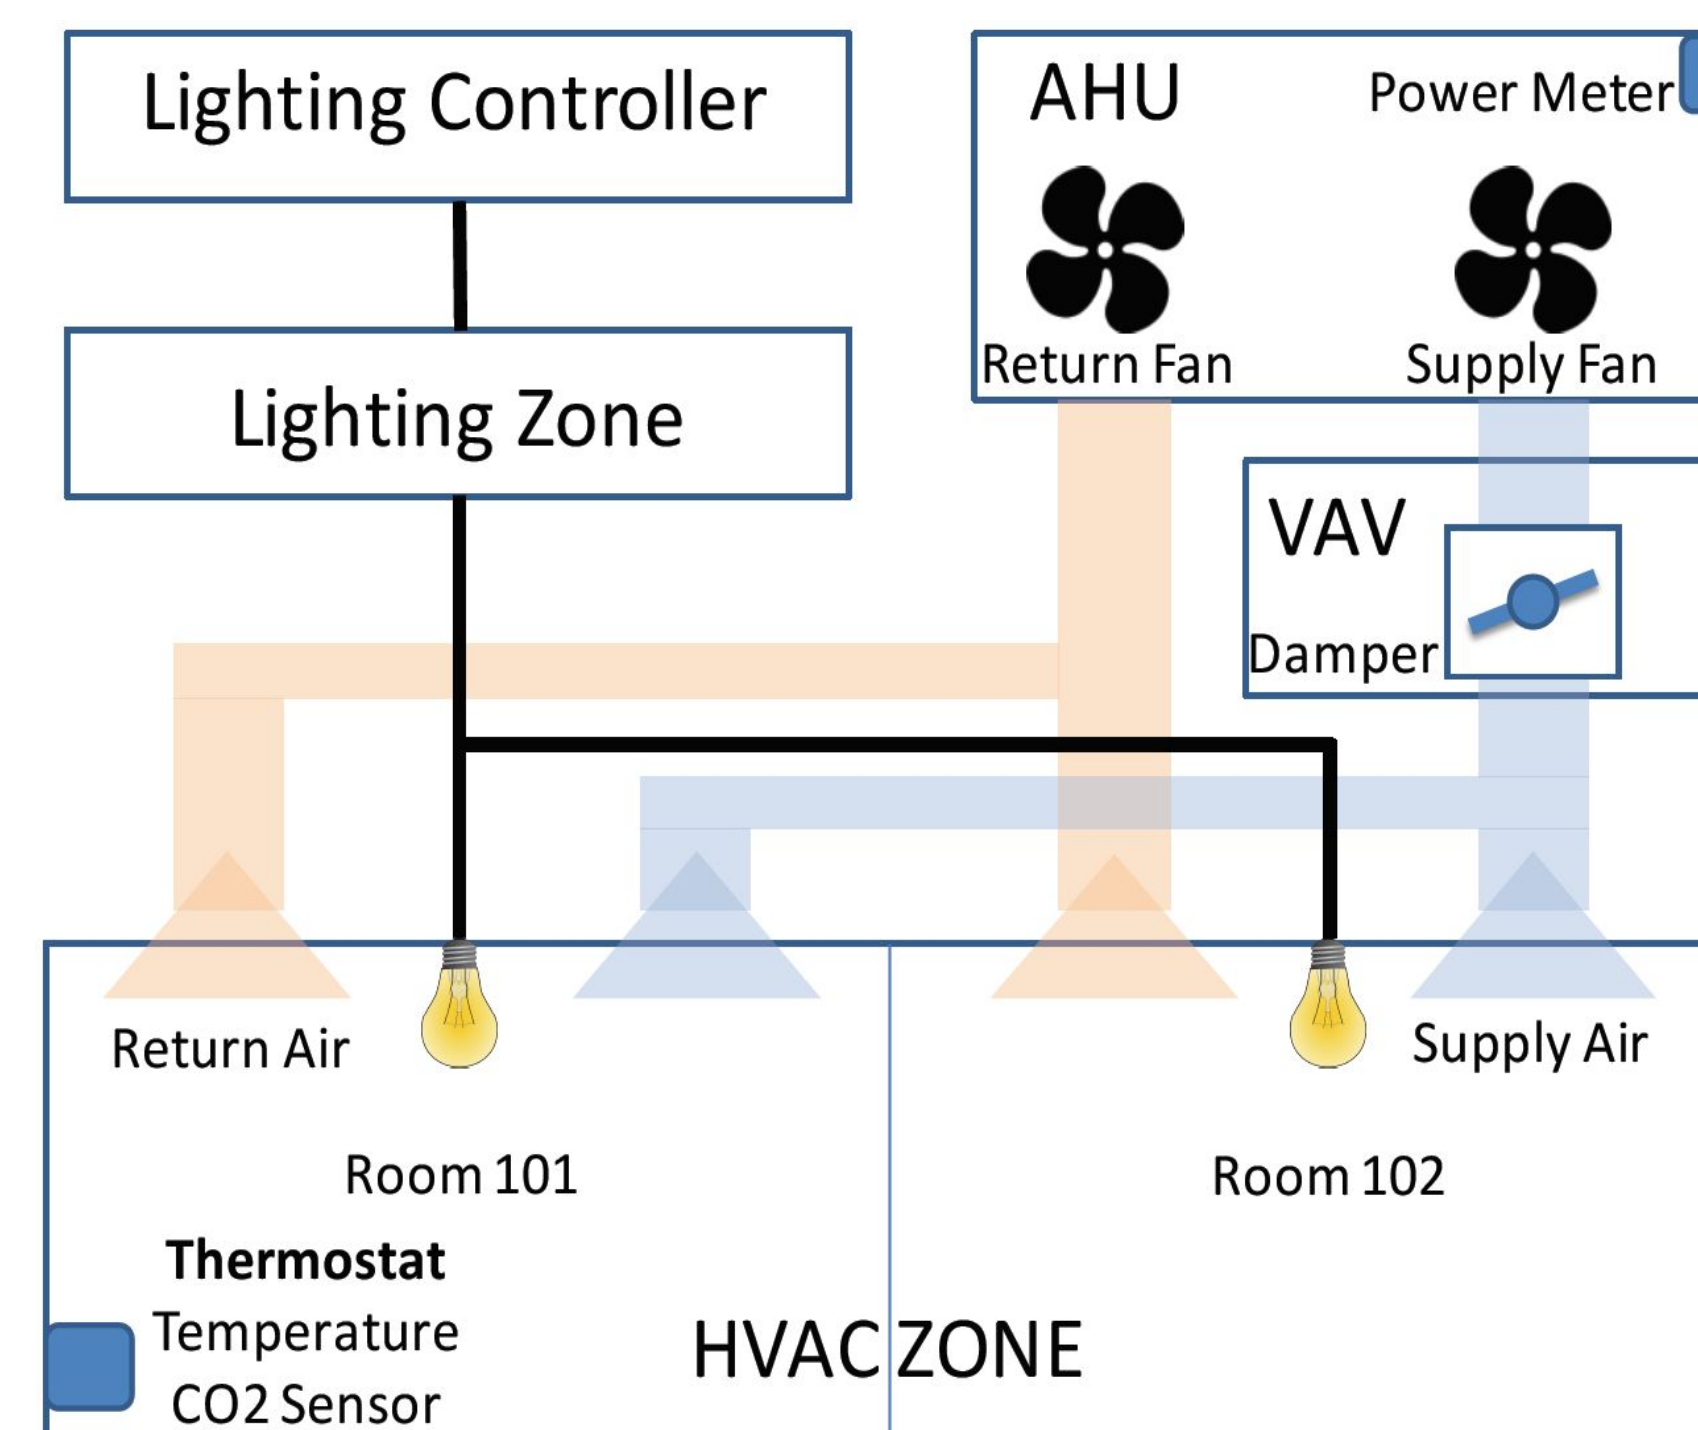 Lighting Controller
AHU
Power Meter
Return Fan
Supply Fan
Lighting Zone
VAV
Damper
Return Air
Supply Air
Room 101
Room 102
Thermostat
Temperature
CO2 Sensor
HVAC ZONE